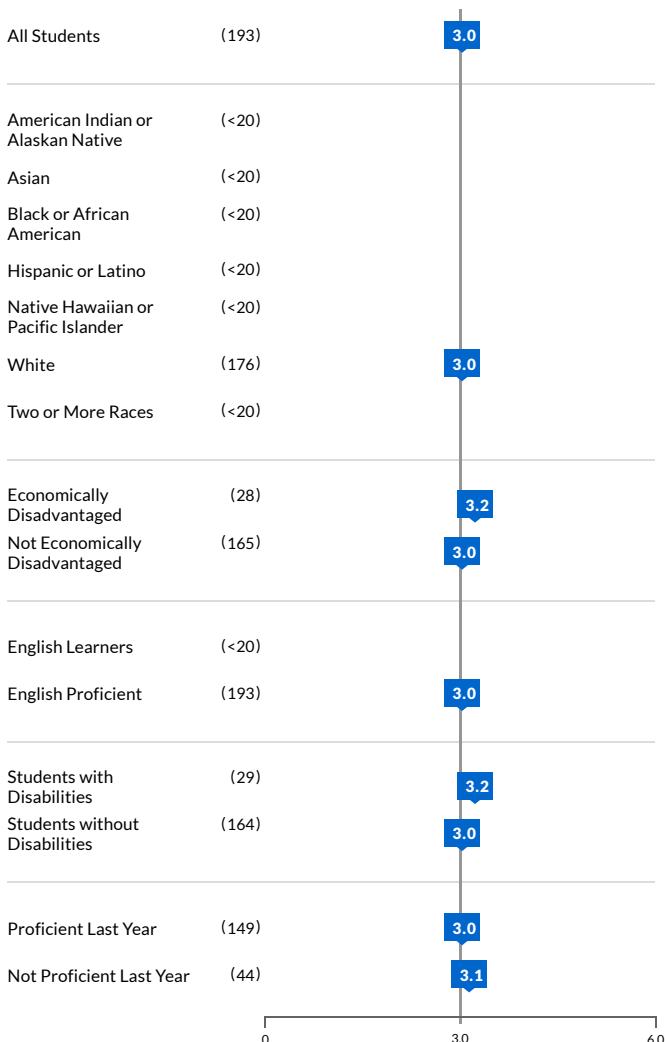 All Students (193) 3.0
American Indian or (<20)
Alaskan Native
Asian (<20)
Black or African (<20)
American
Hispanic or Latino (<20)
Native Hawaiian or (<20)
Pacific Islander
White (176) 3.0
Two or More Races (<20)
Economically (28) 3.2
Disadvantaged
Not Economically (165) 3.0
Disadvantaged
English Learners (<20)
English Proficient (193) 3.0
Students with (29) 3.2
Disabilities
Students without (164) 3.0
Disabilities
Proficient Last Year (149) 3.0
Not Proficient Last Year (44) 3.1
0 3.0 6.0